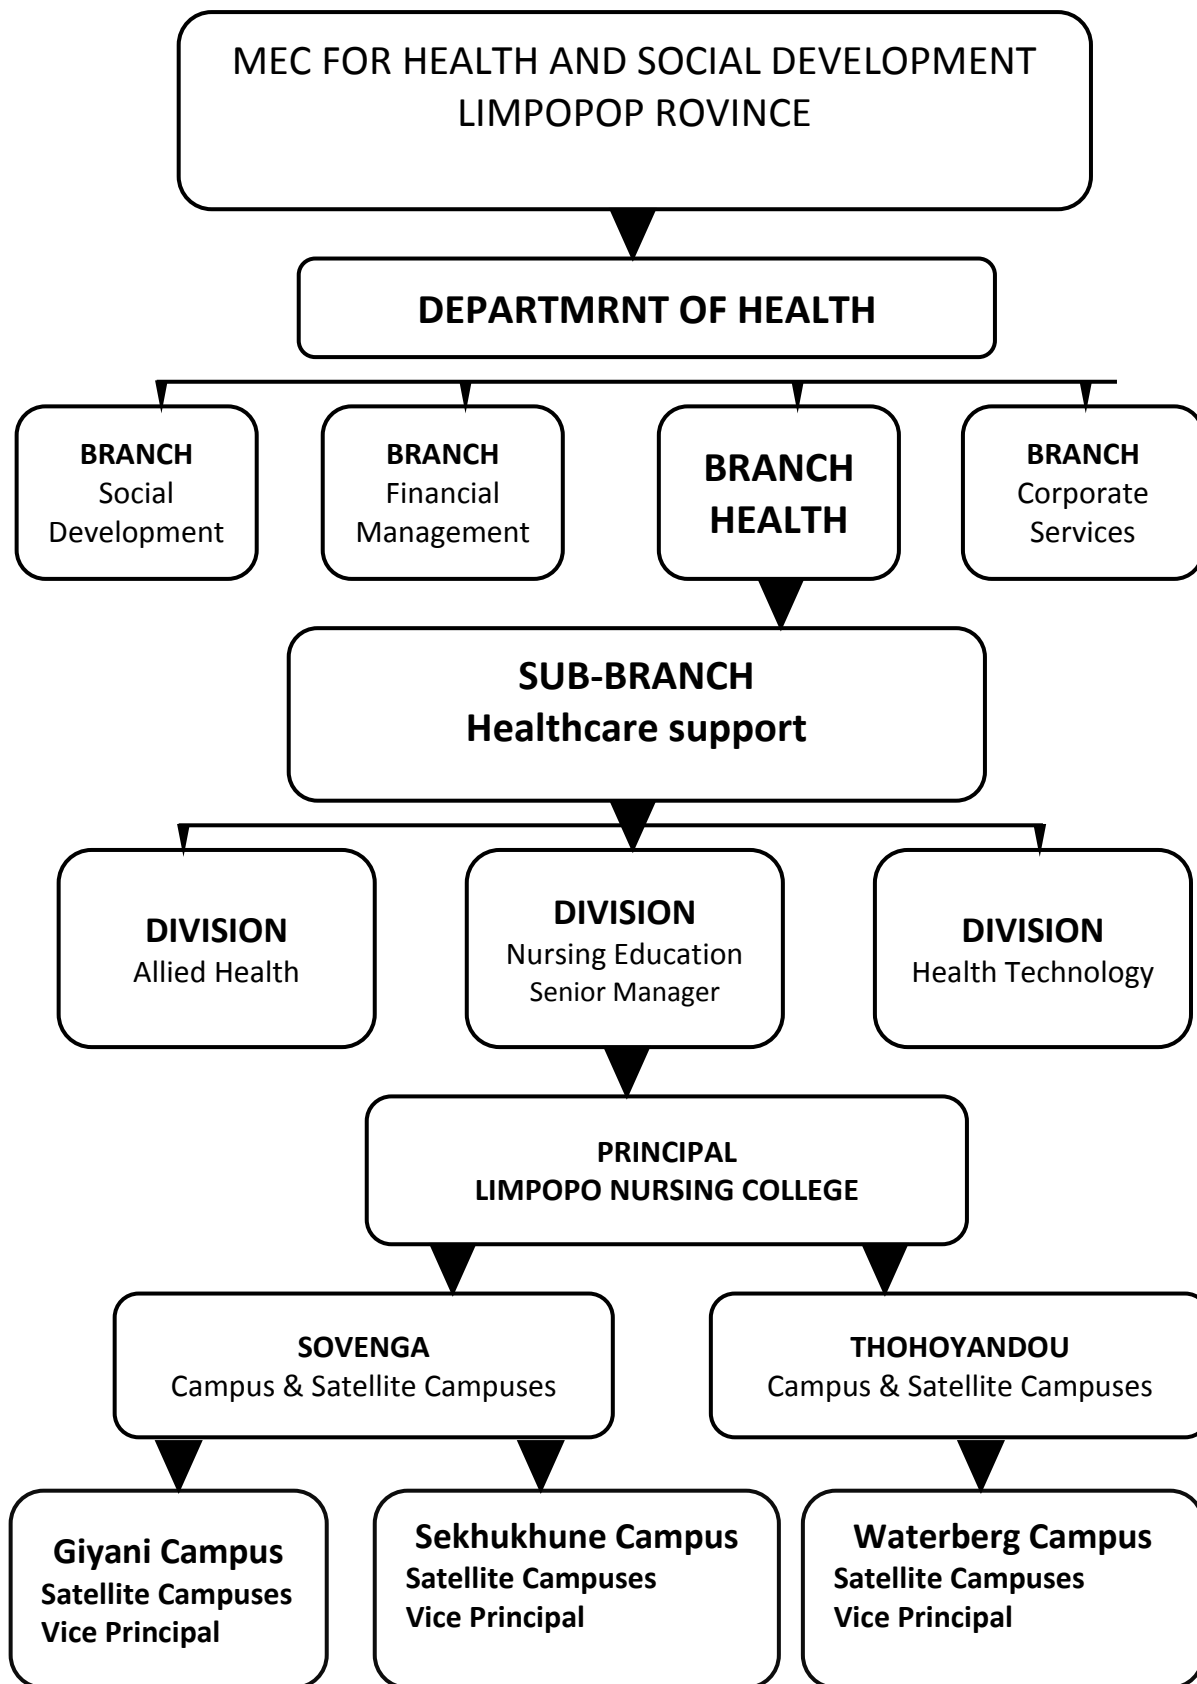 MEC FOR HEALTH AND SOCIAL DEVELOPMENT
LIMPOPOP ROVINCE
DEPARTMRNT OF HEALTH
BRANCH
Social
Development
BRANCH
Financial
Management
BRANCH
HEALTH
BRANCH
Corporate
Services
SUB-BRANCH
Healthcare support
DIVISION
Allied Health
DIVISION
Nursing Education
Senior Manager
DIVISION
Health Technology
PRINCIPAL
LIMPOPO NURSING COLLEGE
SOVENGA
Campus & Satellite Campuses
THOHOYANDOU
Campus & Satellite Campuses
Giyani Campus
Satellite Campuses
Vice Principal
Sekhukhune Campus
Satellite Campuses
Vice Principal
Waterberg Campus
Satellite Campuses
Vice Principal